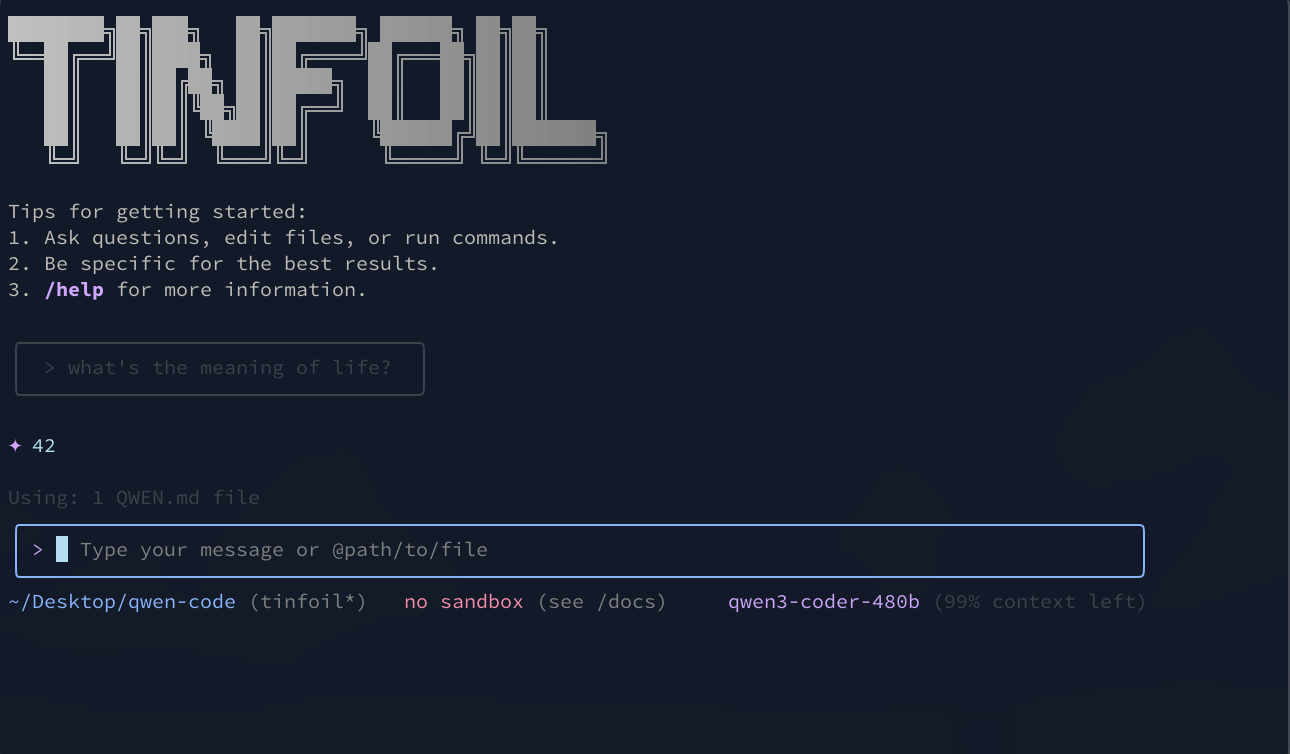 TINFOIL
Tips for getting started:
1. Ask questions, edit files, or run commands.
2. Be specific for the best results.
3. /help for more information.
> what's the meaning of life?
✦ 42
Using: 1 QWEN.md file
> Type your message or @path/to/file
~/Desktop/qwen-code (tinfoil*) no sandbox (see /docs) qwen3-coder-480b (99% context left)